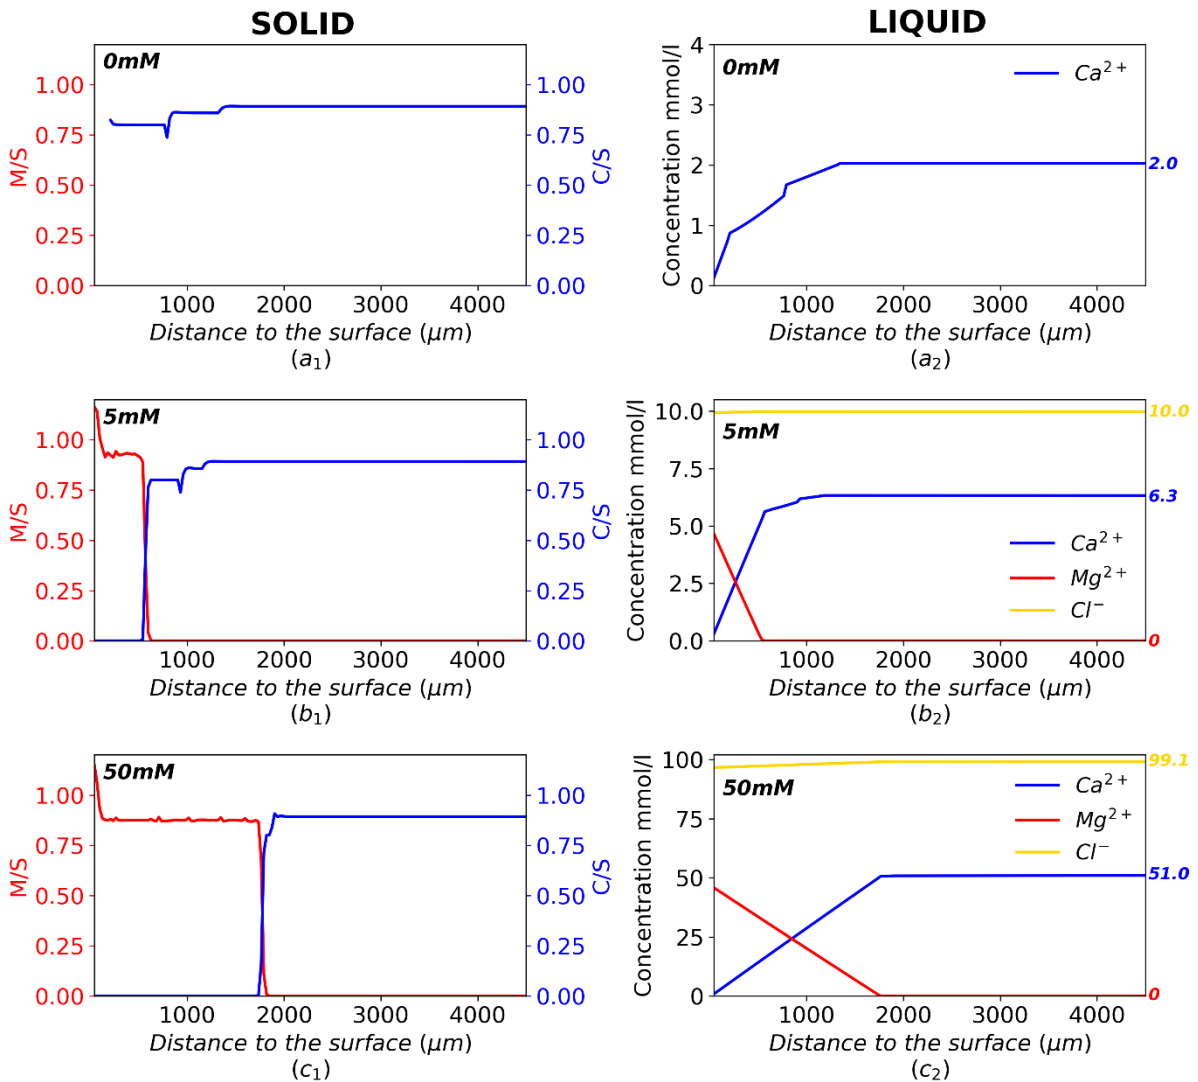 SOLID
LIQUID
0mM
1.00
0.75
0.50
0.25
0.00
M/S
1.00
0.75
0.50
0.25
0.00
C/S
1000 2000 3000 4000
Distance to the surface (μm)
(a₁)
0mM
Ca²⁺
4
3
2
1
0
Concentration mmol/l
2.0
1000 2000 3000 4000
Distance to the surface (μm)
(a₂)
5mM
1.00
0.75
0.50
0.25
0.00
M/S
1.00
0.75
0.50
0.25
0.00
C/S
1000 2000 3000 4000
Distance to the surface (μm)
(b₁)
5mM
10.0
7.5
5.0
2.5
0.0
Concentration mmol/l
10.0
6.3
0
Ca²⁺
Mg²⁺
Cl⁻
1000 2000 3000 4000
Distance to the surface (μm)
(b₂)
50mM
1.00
0.75
0.50
0.25
0.00
M/S
1.00
0.75
0.50
0.25
0.00
C/S
1000 2000 3000 4000
Distance to the surface (μm)
(c₁)
50mM
100
75
50
25
0
Concentration mmol/l
99.1
51.0
0
Ca²⁺
Mg²⁺
Cl⁻
1000 2000 3000 4000
Distance to the surface (μm)
(c₂)